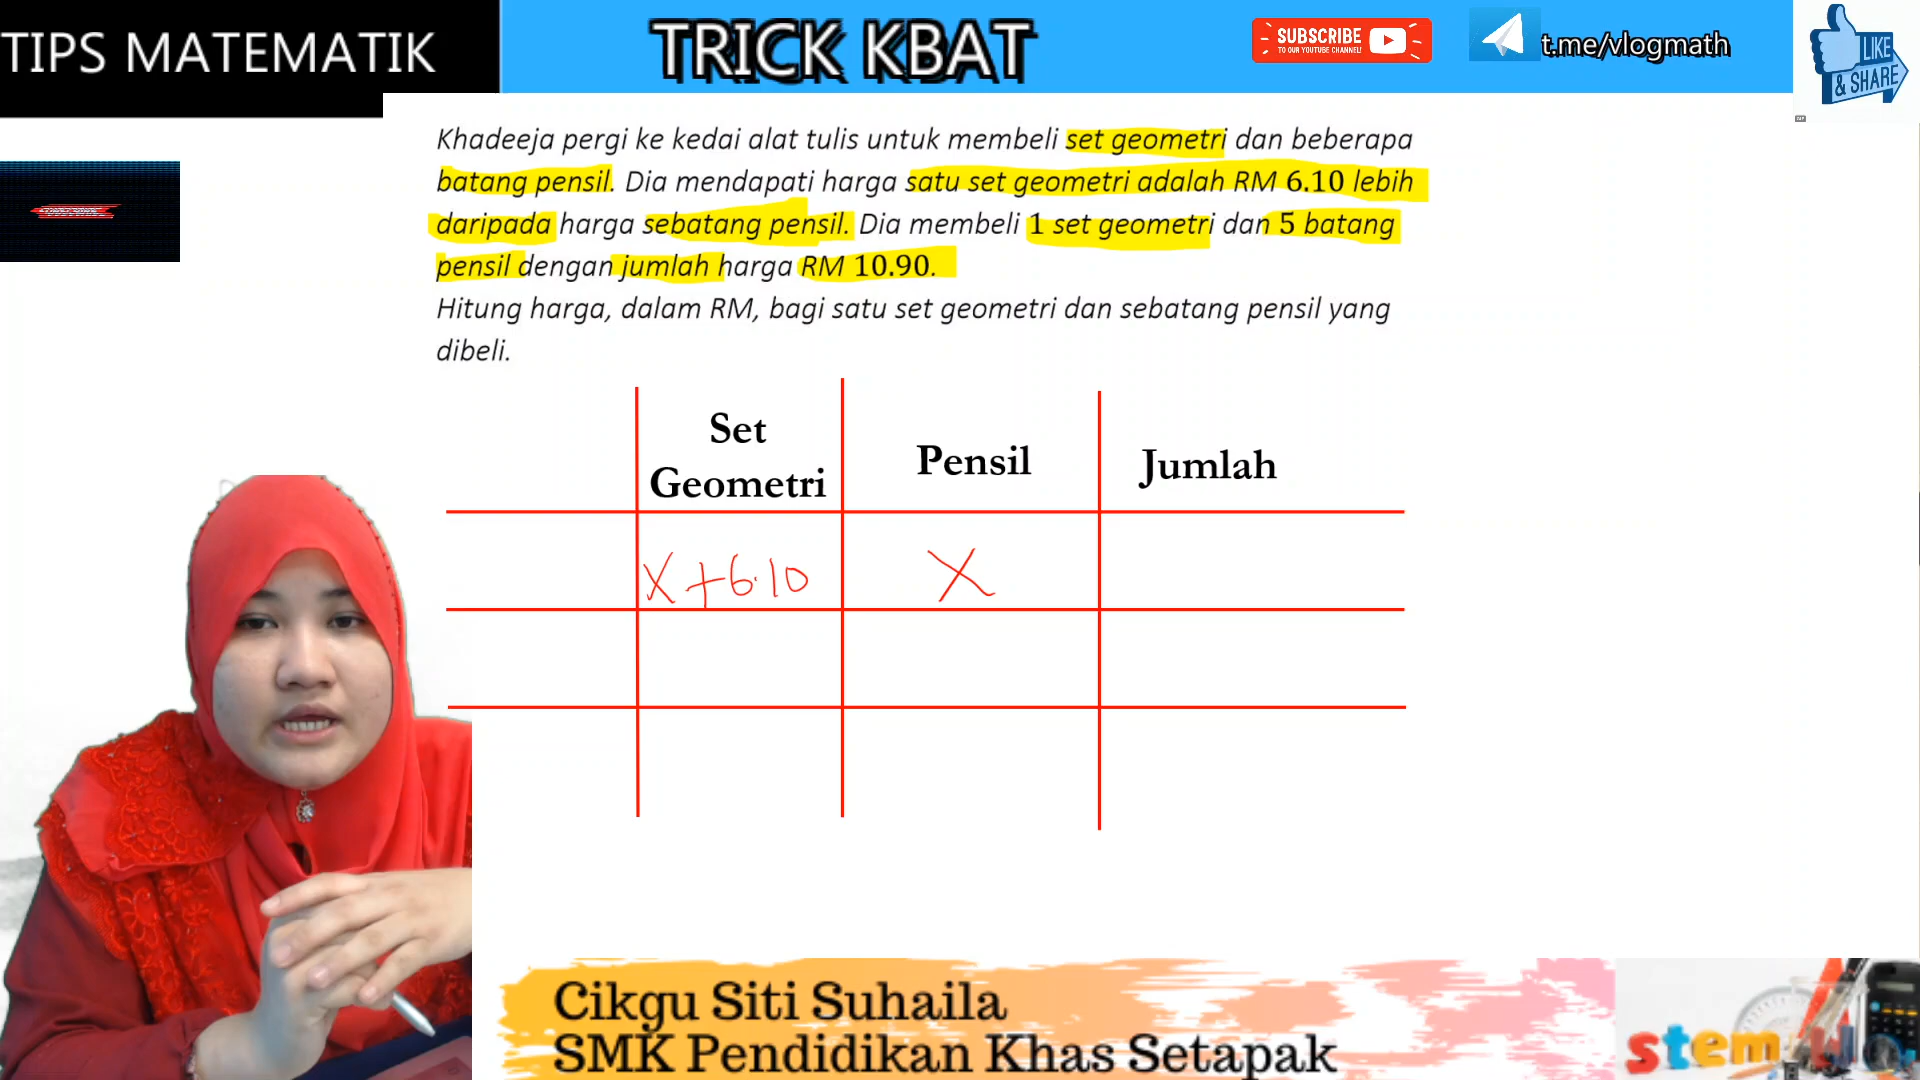 TIPS MATEMATIK
TRICK KBAT
SUBSCRIBE
TO OUR YOUTUBE CHANNEL!
t.me/vlogmath
LIKE
& SHARE
Khadeeja pergi ke kedai alat tulis untuk membeli set geometri dan beberapa
batang pensil. Dia mendapati harga satu set geometri adalah RM 6.10 lebih
daripada harga sebatang pensil. Dia membeli 1 set geometri dan 5 batang
pensil dengan jumlah harga RM 10.90.
Hitung harga, dalam RM, bagi satu set geometri dan sebatang pensil yang
dibeli.
Set
Geometri
Pensil
Jumlah
x + 6.10
x
Cikgu Siti Suhaila
SMK Pendidikan Khas Setapak
stem